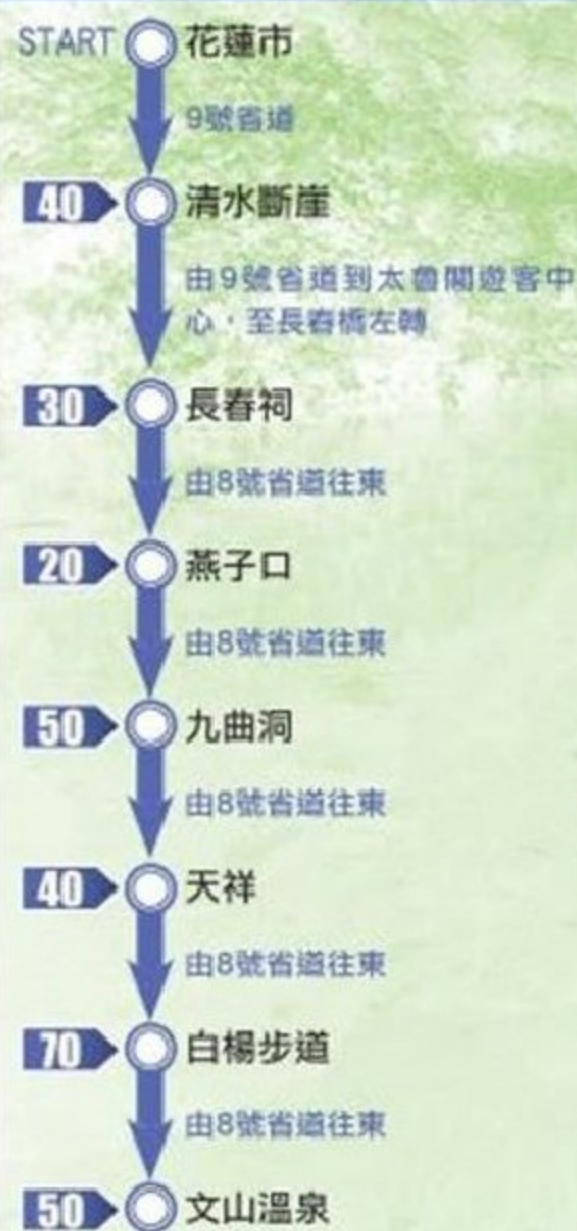 START 花蓮市
9號省道
40 清水斷崖
由9號省道到太魯閣遊客中
心，至長春橋左轉
30 長春祠
由8號省道往東
20 燕子口
由8號省道往東
50 九曲洞
由8號省道往東
40 天祥
由8號省道往東
70 白楊步道
由8號省道往東
50 文山溫泉